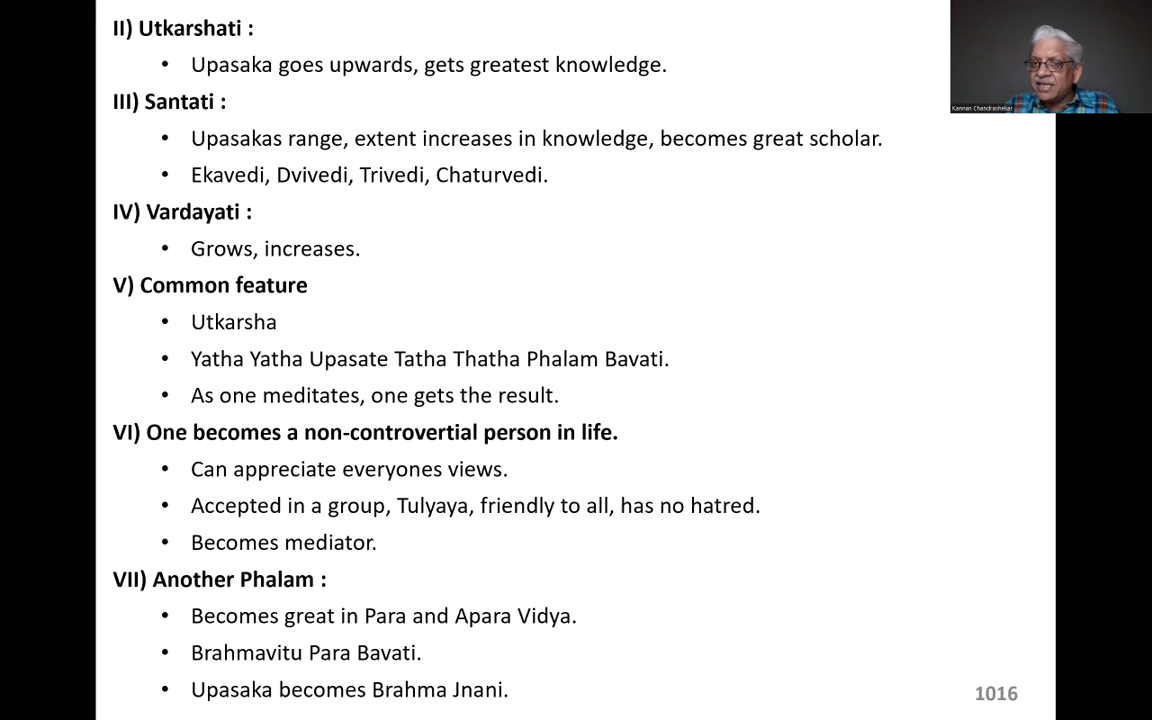 II) Utkarshati :
• Upasaka goes upwards, gets greatest knowledge.
III) Santati :
• Upasakas range, extent increases in knowledge, becomes great scholar.
• Ekavedi, Dvivedi, Trivedi, Chaturvedi.
IV) Vardayati :
• Grows, increases.
V) Common feature
• Utkarsha
• Yatha Yatha Upasate Tatha Thatha Phalam Bavati.
• As one meditates, one gets the result.
VI) One becomes a non-controvertial person in life.
• Can appreciate everyones views.
• Accepted in a group, Tulyaya, friendly to all, has no hatred.
• Becomes mediator.
VII) Another Phalam :
• Becomes great in Para and Apara Vidya.
• Brahmavitu Para Bavati.
• Upasaka becomes Brahma Jnani.
1016
Kannan Chandrashekar